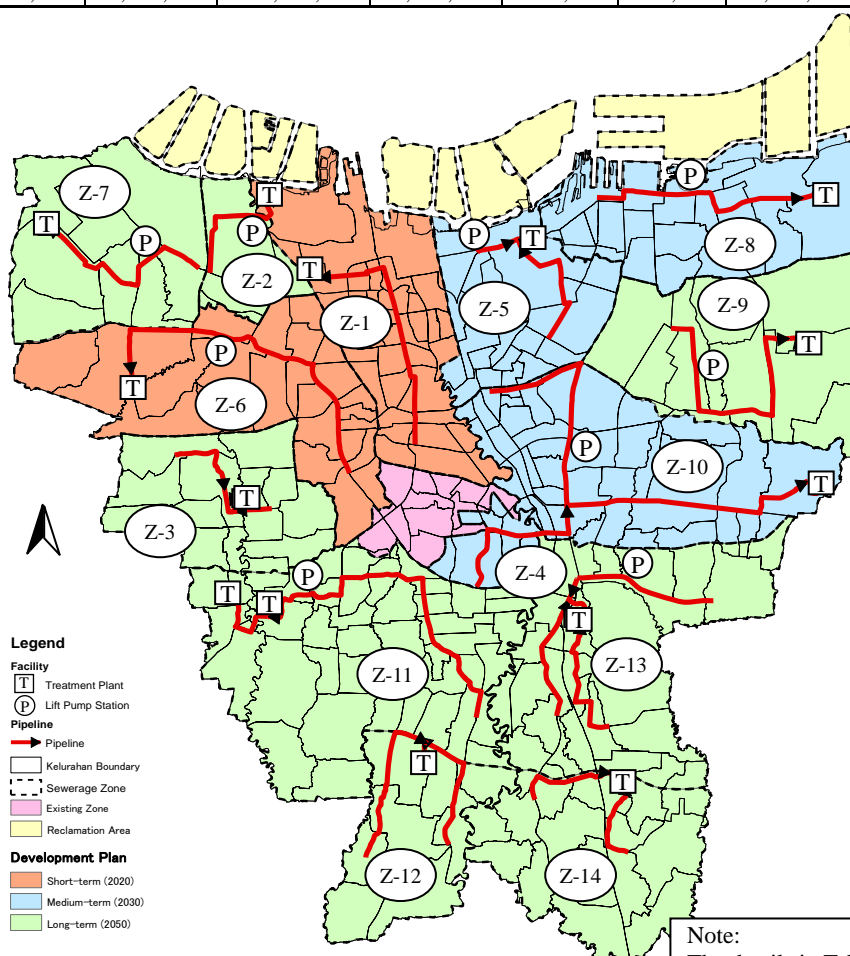 P
Z-7
T
T
T
P
P
Z-2
T
P
T
Z-8
Z-5
Z-9
Z-1
P
T
P
T
Z-6
P
Z-10
T
T
Z-3
Z-4
P
P
T
T
T
Z-13
Z-11
T
T
Z-12
Z-14
Legend
Facility
T Treatment Plant
P Lift Pump Station
Pipeline
Pipeline
Kelurahan Boundary
Sewerage Zone
Existing Zone
Reclamation Area
Development Plan
Short-term (2020)
Medium-term (2030)
Long-term (2050)
Note: